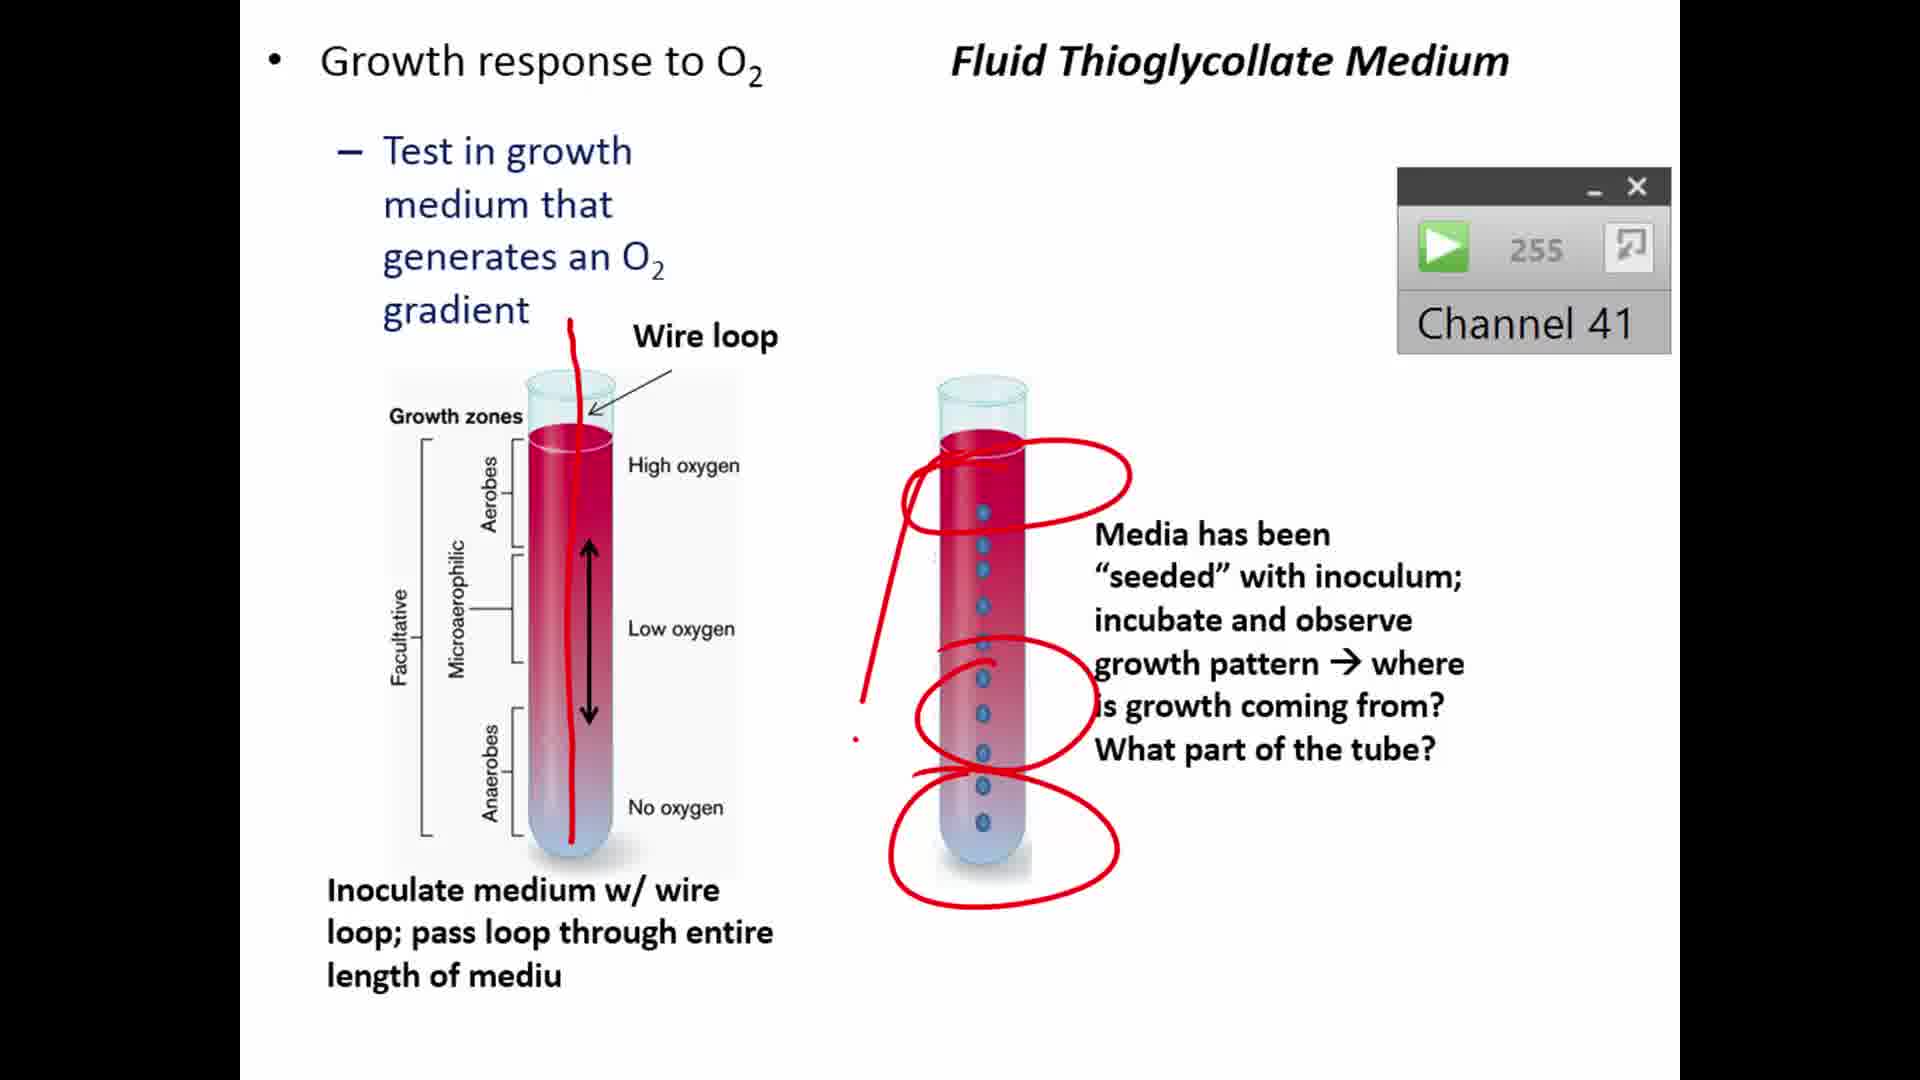 • Growth response to O2
Fluid Thioglycollate Medium
– Test in growth
medium that
generates an O2
gradient
255
Channel 41
Wire loop
Growth zones
Facultative
Microaerophilic
Aerobes
Anaerobes
High oxygen
Low oxygen
No oxygen
Inoculate medium w/ wire
loop; pass loop through entire
length of mediu
Media has been
“seeded” with inoculum;
incubate and observe
growth pattern → where
is growth coming from?
What part of the tube?